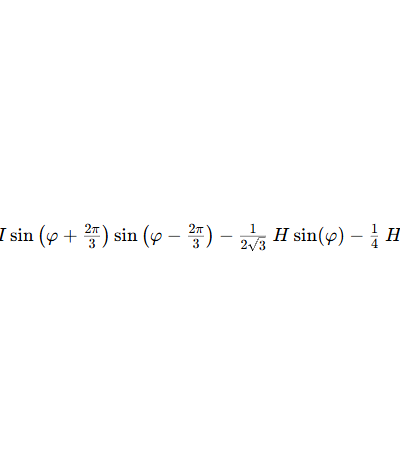 sin (φ + 2π/3) sin (φ − 2π/3) − 1/(2√3) H sin(φ) − 1/4 H